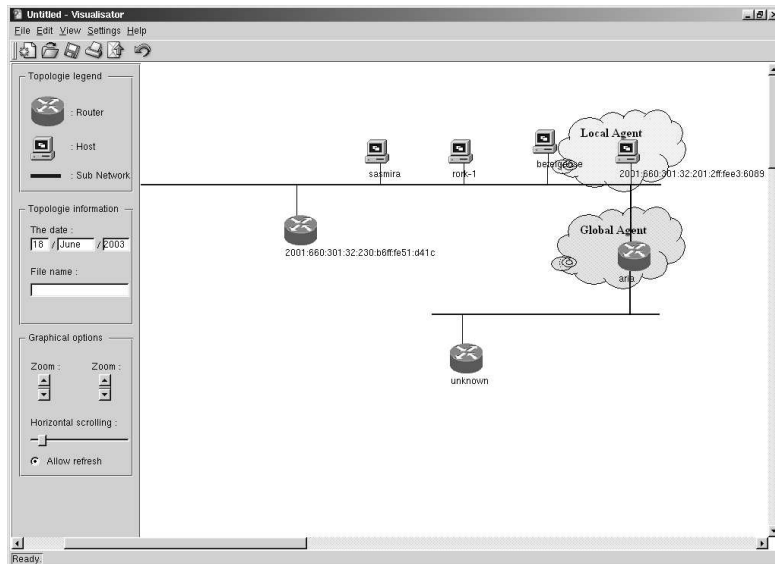 Untitled - Visualisator
File Edit View Settings Help
Topologie legend
: Router
: Host
: Sub Network
Topologie information
The date :
18 / June / 2003
File name :
Graphical options
Zoom : Zoom :
Horizontal scrolling :
Allow refresh
Local Agent
sasmira
rork-1
2001:660:301:32:201:2ff:fee3:6089
2001:660:301:32:230:b6ff:fe51:d41c
Global Agent
aria
unknown
Ready.